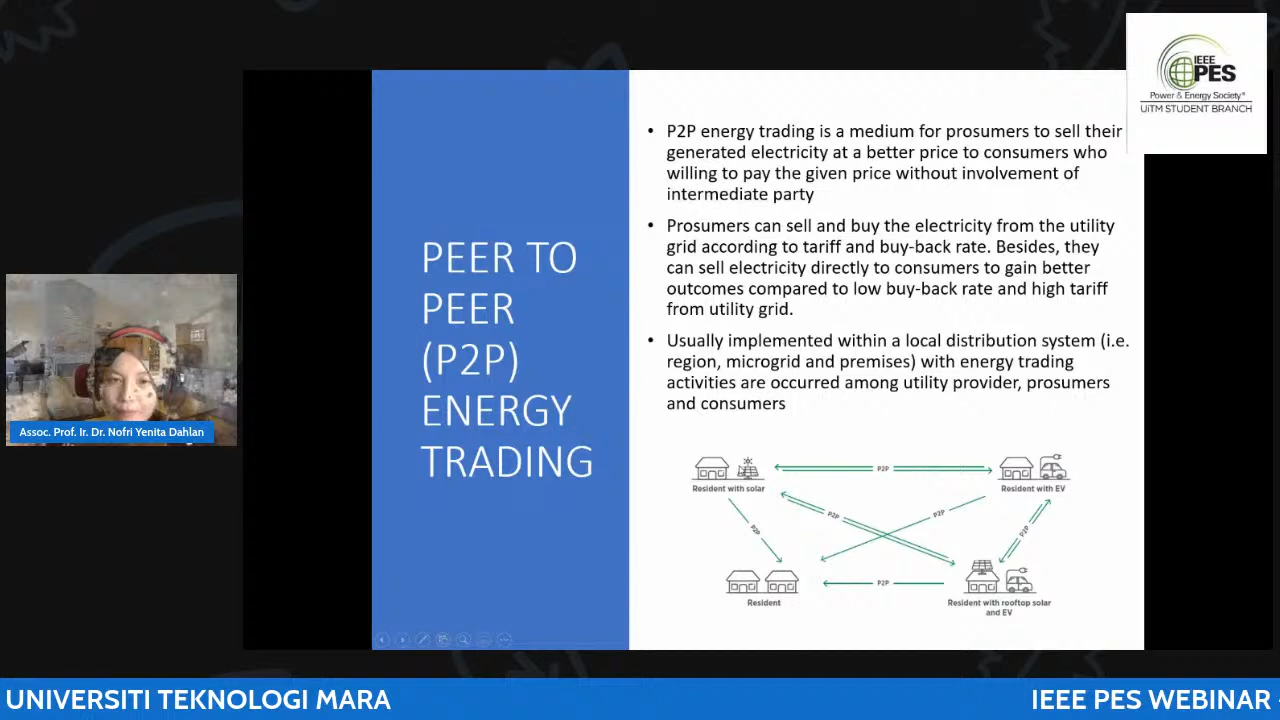 IEEE
PES
Power & Energy Society®
UiTM STUDENT BRANCH
PEER TO
PEER
(P2P)
ENERGY
TRADING
• P2P energy trading is a medium for prosumers to sell their
generated electricity at a better price to consumers who
willing to pay the given price without involvement of
intermediate party
• Prosumers can sell and buy the electricity from the utility
grid according to tariff and buy-back rate. Besides, they
can sell electricity directly to consumers to gain better
outcomes compared to low buy-back rate and high tariff
from utility grid.
• Usually implemented within a local distribution system (i.e.
region, microgrid and premises) with energy trading
activities are occurred among utility provider, prosumers
and consumers
P2P
Resident with solar
Resident with EV
P2P
P2P
P2P
P2P
P2P
Resident
Resident with rooftop solar
and EV
Assoc. Prof. Ir. Dr. Nofri Yenita Dahlan
UNIVERSITI TEKNOLOGI MARA
IEEE PES WEBINAR